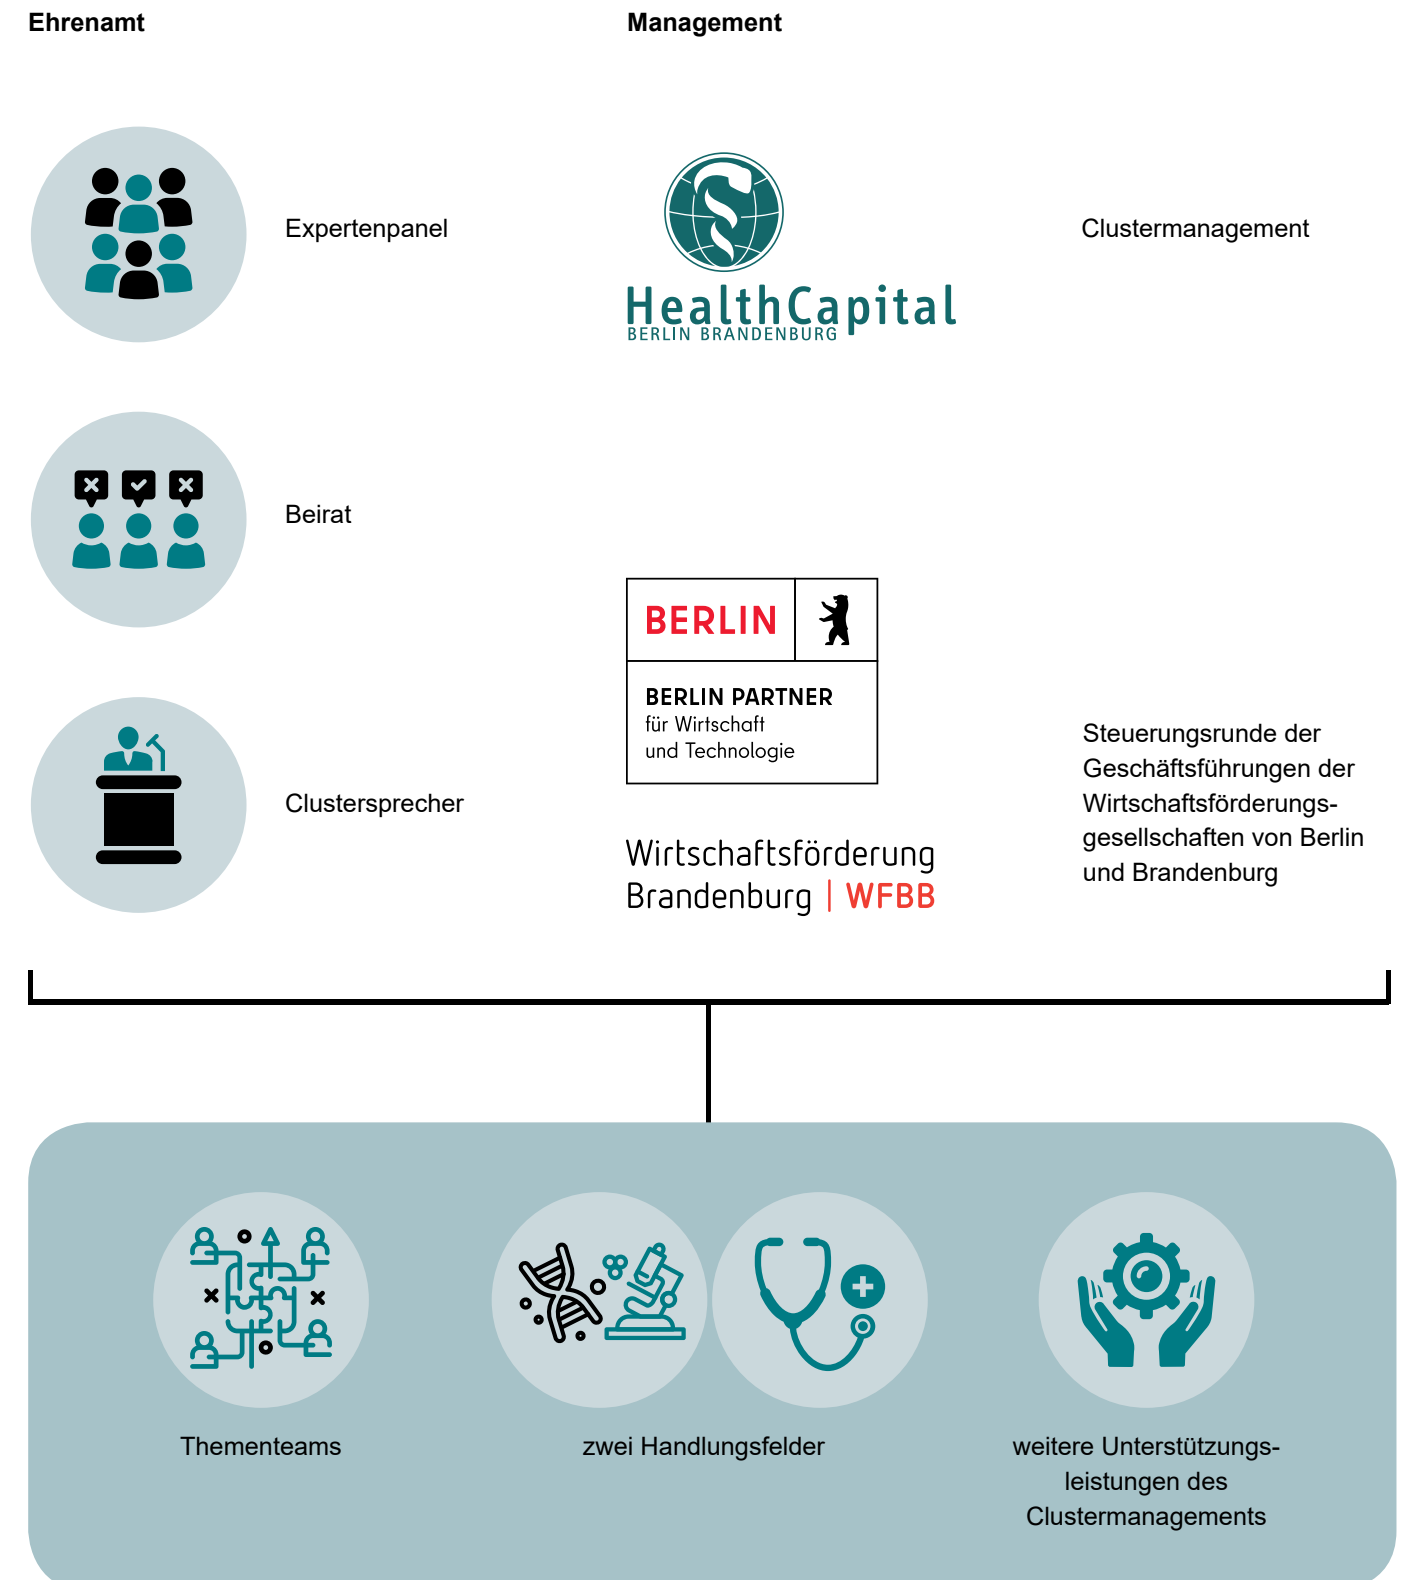 Ehrenamt
Management
Expertenpanel
HealthCapital
BERLIN BRANDENBURG
Clustermanagement
Beirat
BERLIN
BERLIN PARTNER
für Wirtschaft
und Technologie
Clustersprecher
Wirtschaftsförderung
Brandenburg | WFBB
Steuerungsrunde der
Geschäftsführungen der
Wirtschaftsförderungs-
gesellschaften von Berlin
und Brandenburg
Thementeams
zwei Handlungsfelder
weitere Unterstützungs-
leistungen des
Clustermanagements